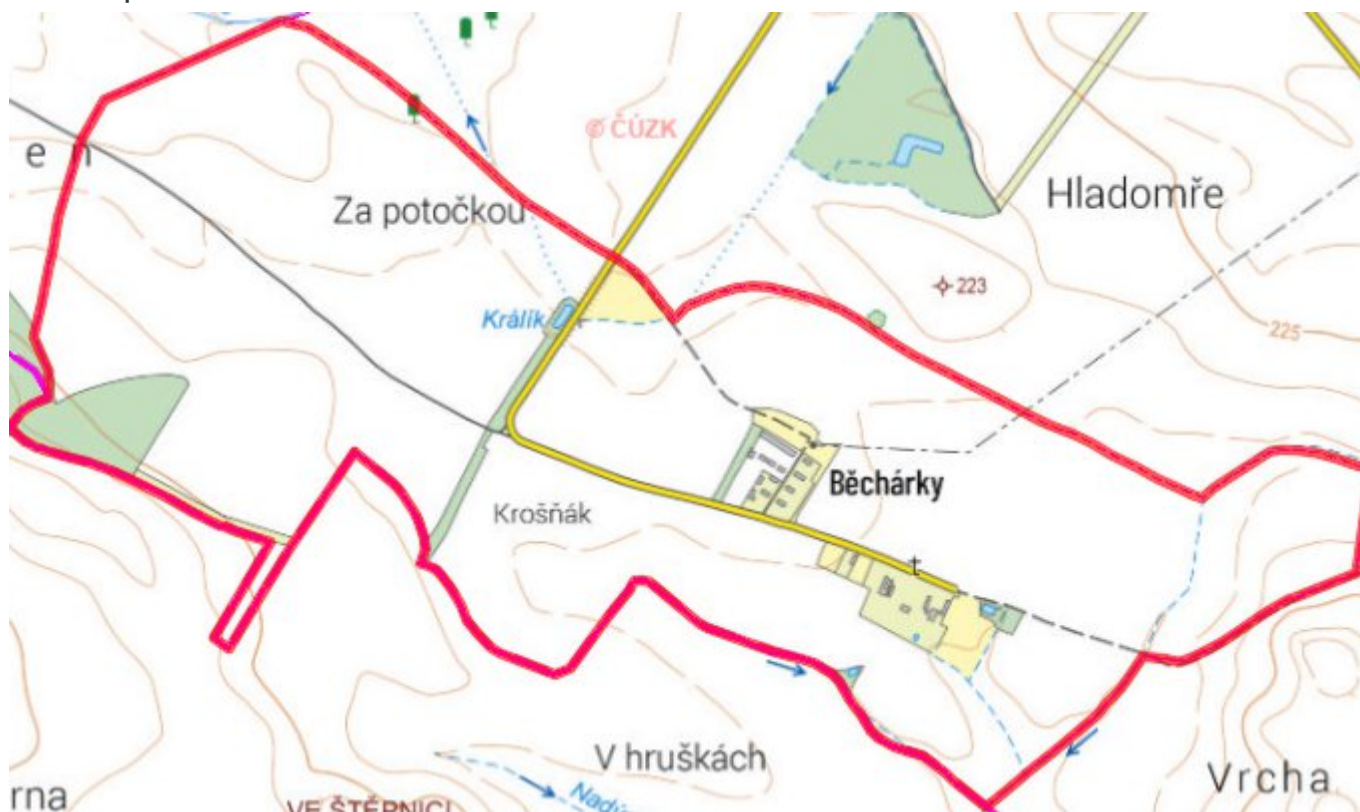 ČÚZK
e n
Hladomře
Za potočkou
223
Králík
225
Běchárky
Krošňák
t
V hruškách
Vrcha
rna
VE ŠTĚRNICI